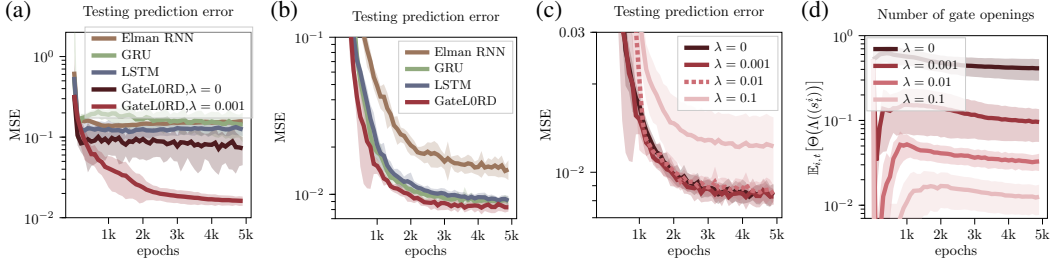 (a)
Testing prediction error
10⁰
10⁻¹
10⁻²
MSE
Elman RNN
GRU
LSTM
GateL0RD,λ = 0
GateL0RD,λ = 0.001
1k 2k 3k 4k 5k
epochs
(b)
Testing prediction error
10⁻¹
10⁻²
MSE
Elman RNN
GRU
LSTM
GateL0RD
1k 2k 3k 4k 5k
epochs
(c)
Testing prediction error
0.03
10⁻²
MSE
λ = 0
λ = 0.001
λ = 0.01
λ = 0.1
1k 2k 3k 4k 5k
epochs
(d)
Number of gate openings
10⁰
10⁻¹
10⁻²
λ = 0
λ = 0.001
λ = 0.01
λ = 0.1
1k 2k 3k 4k 5k
epochs